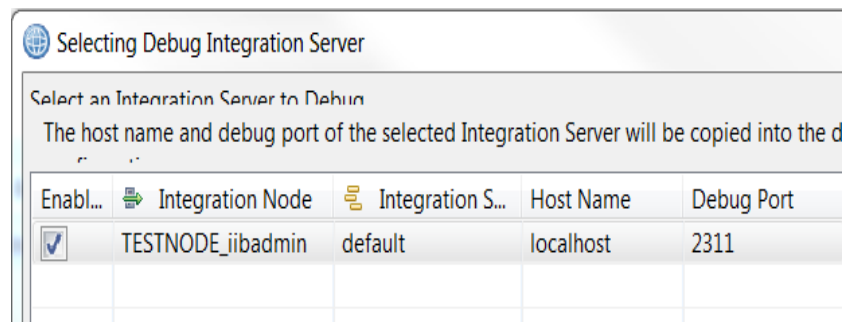 Selecting Debug Integration Server
Select an Integration Server to Debug
The host name and debug port of the selected Integration Server will be copied into the d
Enabl... Integration Node Integration S... Host Name Debug Port
TESTNODE_iibadmin default localhost 2311